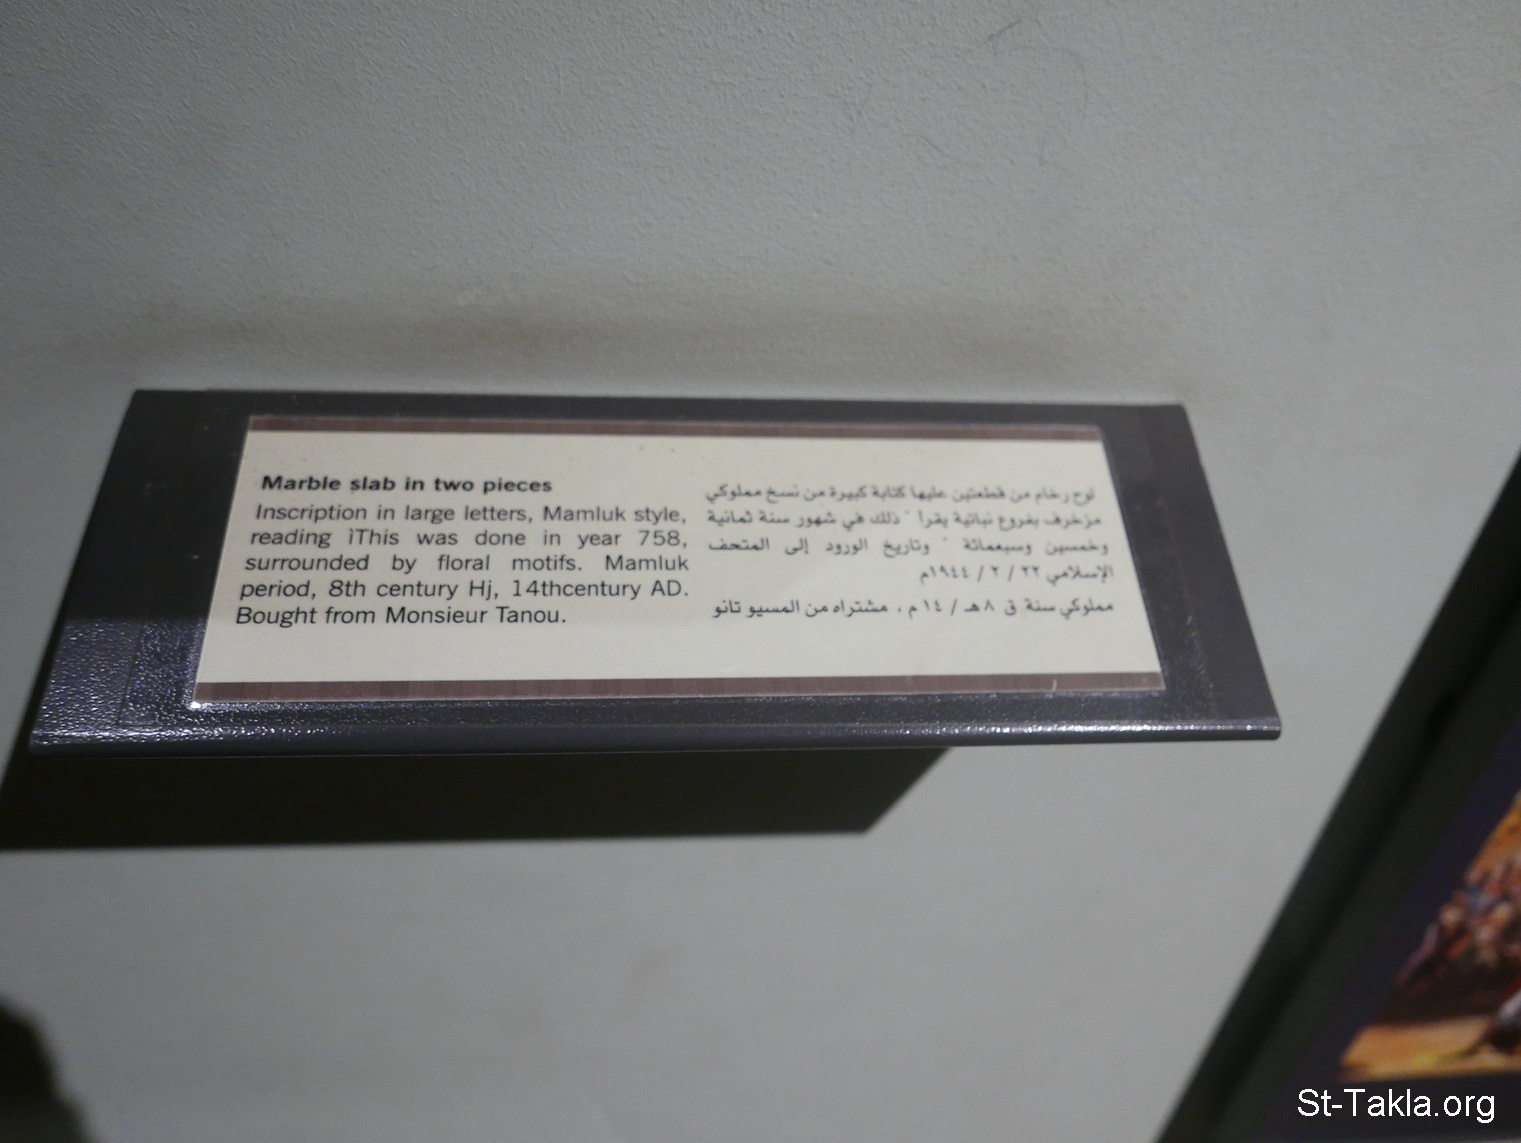 Marble slab in two pieces
Inscription in large letters, Mamluk style,
reading ìThis was done in year 758,
surrounded by floral motifs. Mamluk
period, 8th century Hj, 14thcentury AD.
Bought from Monsieur Tanou.
لوح رخام من قطعتين عليها كتابة كبيرة من نسخ مملوكي
مزخرف بفروع نباتية يقرأ " ذلك في شهور سنة ثمانية
وخمسين وسبعمائة " وتاريخ الورود إلى المتحف
الإسلامي ٢٢ / ٢ / ١٩٤٤م
مملوكي سنة ق ٨هـ / ١٤ م ، مشتراه من المسيو تانو
St-Takla.org